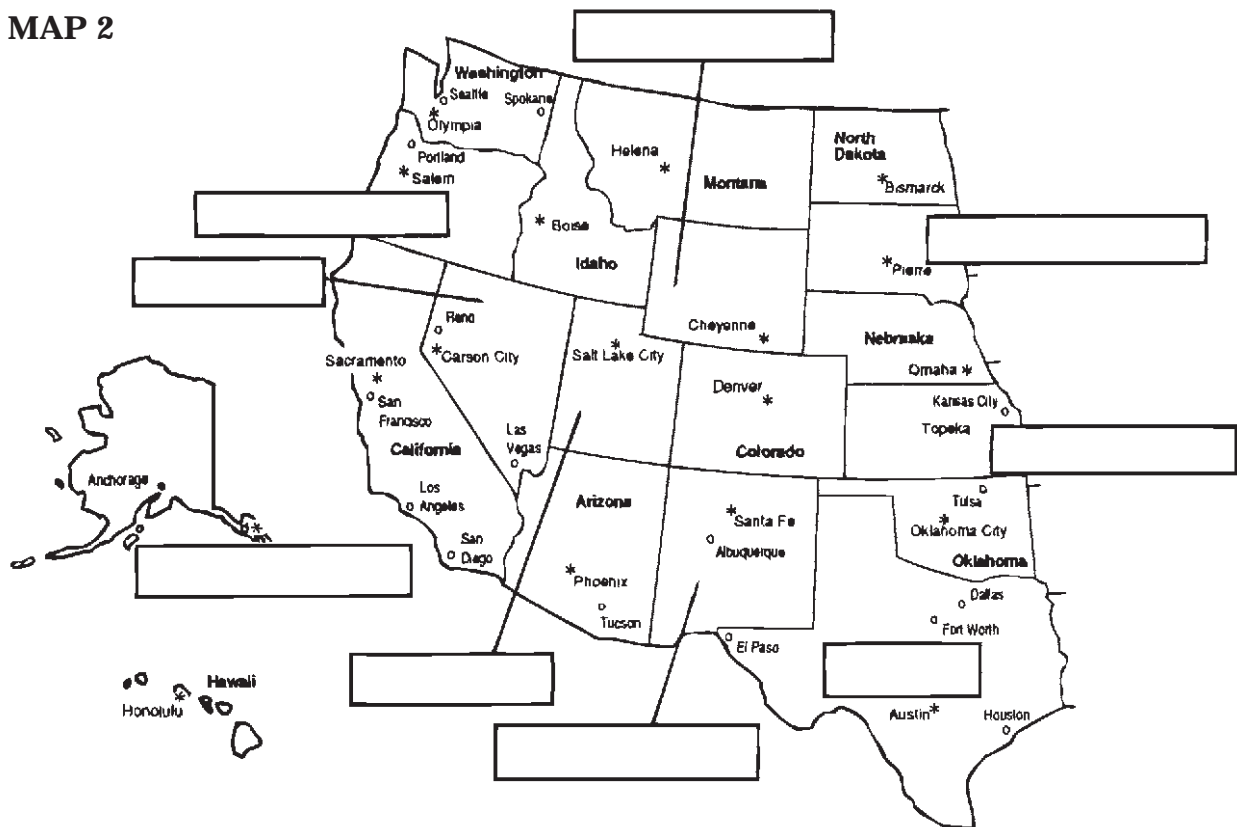 MAP 2
Washington
Seattle
Spokane
Olympia
Portland
Salem
Helena
Montana
North
Dakota
Bismarck
Boise
Idaho
Pierre
Reno
Carson City
Salt Lake City
Cheyenne
Nebraska
Omaha
Sacramento
San
Francisco
Denver
Kansas City
Topeka
California
Las
Vegas
Colorado
Anchorage
Los
Angeles
Arizona
Santa Fe
Albuquerque
Tulsa
Oklahoma City
Oklahoma
San
Diego
Phoenix
Tucson
Dallas
Fort Worth
El Paso
Hawaii
Honolulu
Austin
Houston